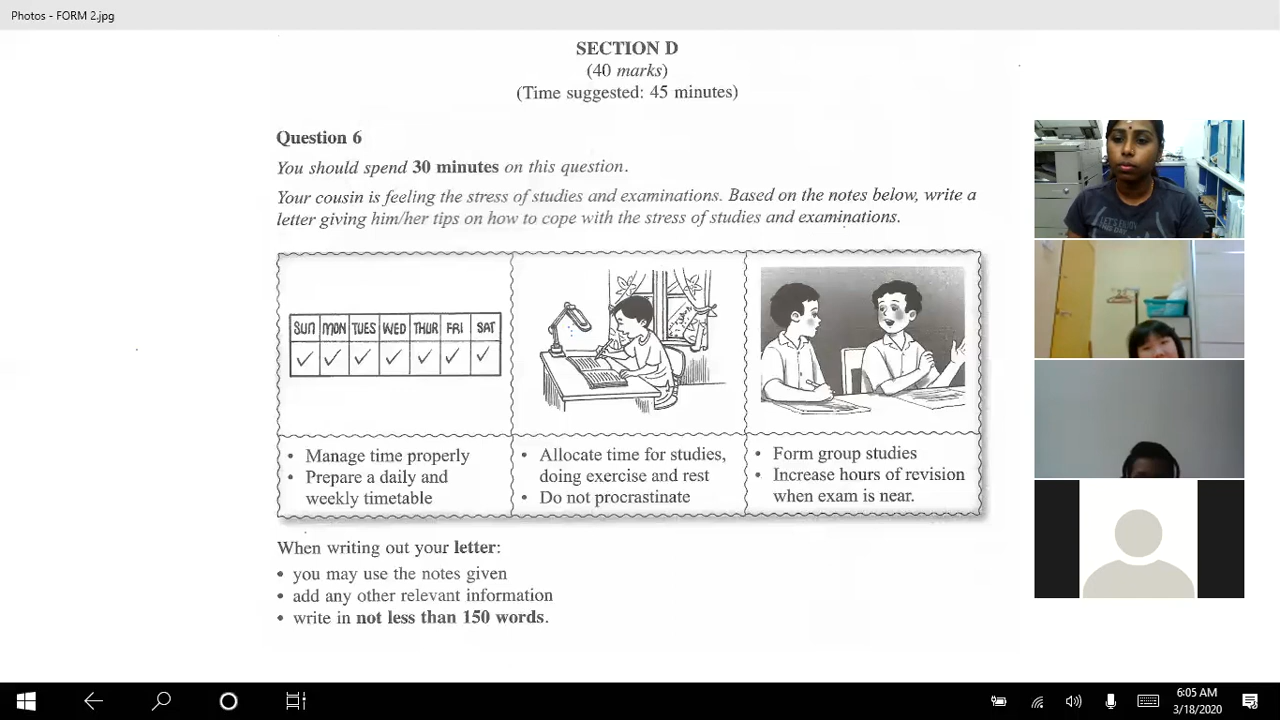 Photos - FORM 2.jpg
SECTION D
(40 marks)
(Time suggested: 45 minutes)
Question 6
You should spend 30 minutes on this question.
Your cousin is feeling the stress of studies and examinations. Based on the notes below, write a
letter giving him/her tips on how to cope with the stress of studies and examinations.
SUN MON TUES WED THUR FRI SAT
• Manage time properly
• Prepare a daily and
weekly timetable
• Allocate time for studies,
doing exercise and rest
• Do not procrastinate
• Form group studies
• Increase hours of revision
when exam is near.
When writing out your letter:
• you may use the notes given
• add any other relevant information
• write in not less than 150 words.
LET'S ENJOY
6:05 AM
3/18/2020